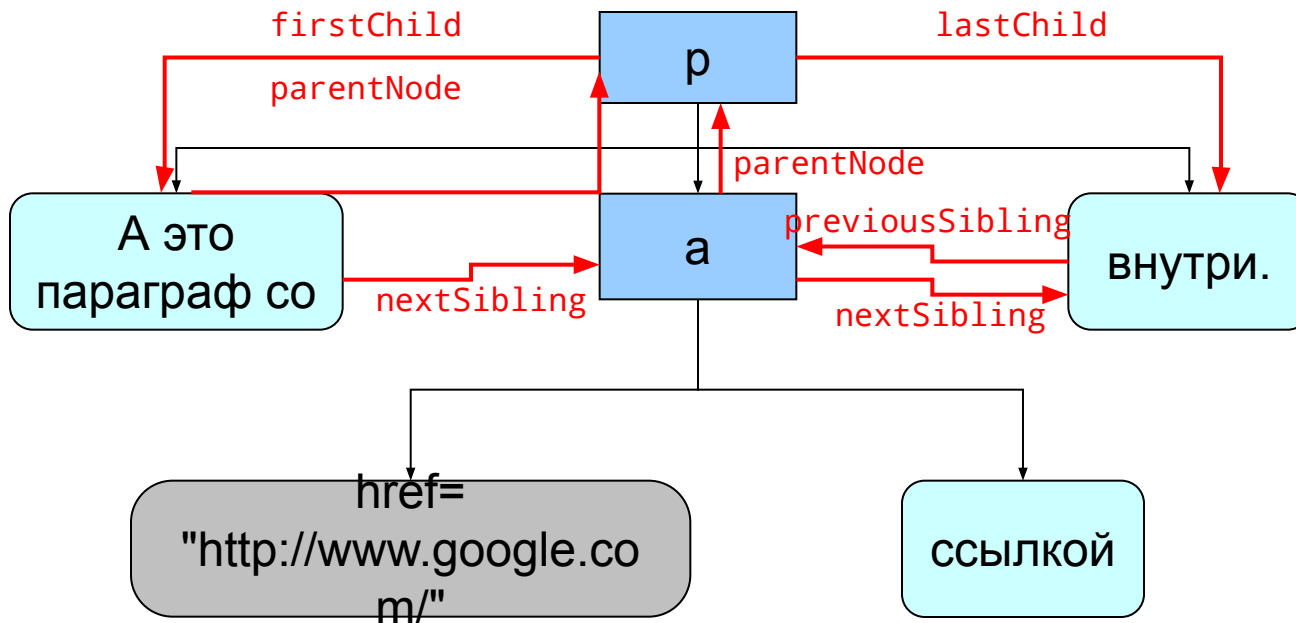 firstChild
p
lastChild
parentNode
parentNode
А это
параграф со
a
previousSibling
внутри.
nextSibling
nextSibling
href=
"http://www.google.co
m/"
ссылкой